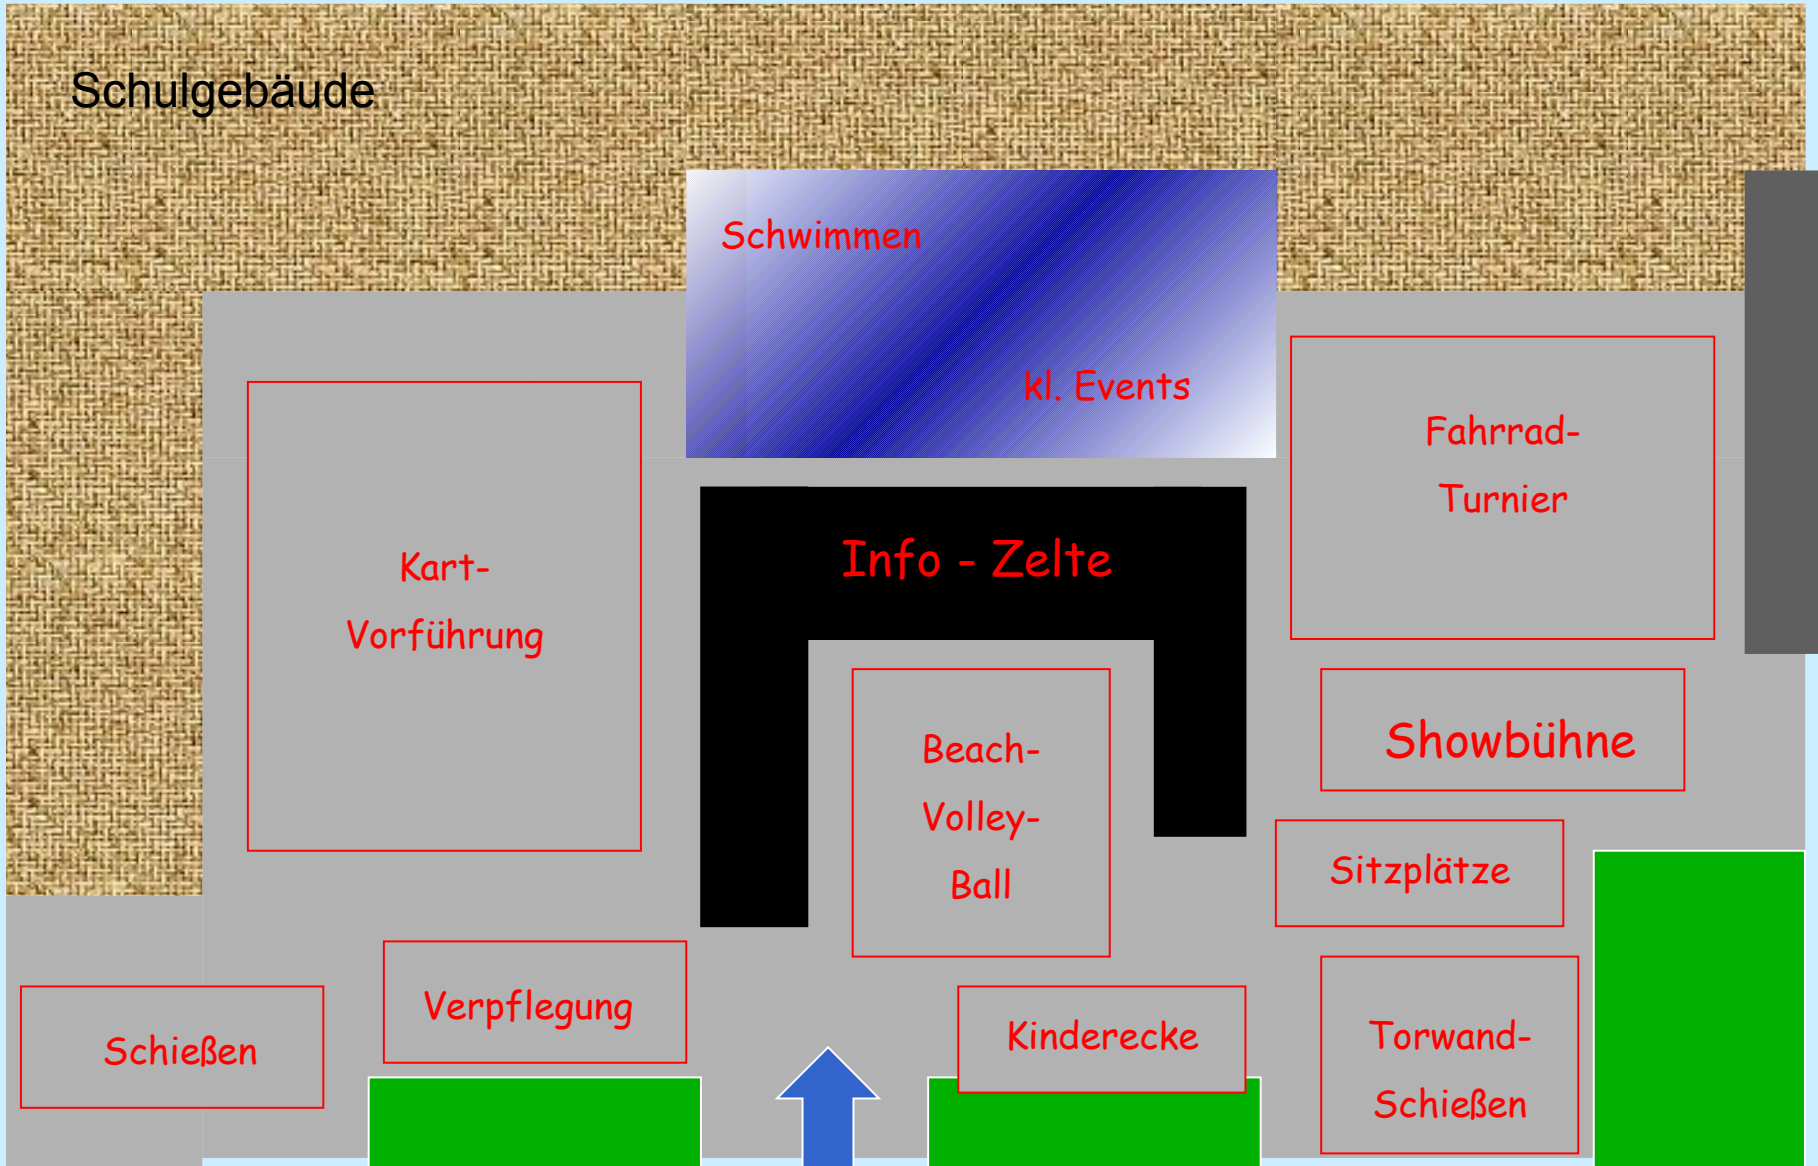 Schulgebäude
Schwimmen
kl. Events
Fahrrad-
Turnier
Kart-
Vorführung
Info - Zelte
Beach-
Volley-
Ball
Showbühne
Sitzplätze
Verpflegung
Schießen
Kinderecke
Torwand-
Schießen